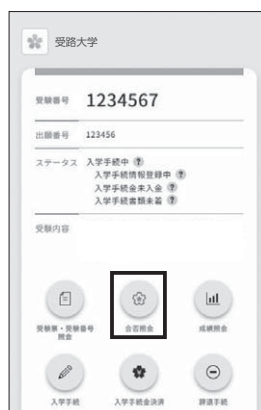 受路大学
受験番号 1234567
出願番号 123456
ステータス 入学手続中 ?
入学手続情報登録中 ?
入学手続金未入金 ?
入学手続書類未着 ?
受験内容
受験票・受験番号
照会
合否照会
成績照会
入学手続
入学手続金決済
辞退手続